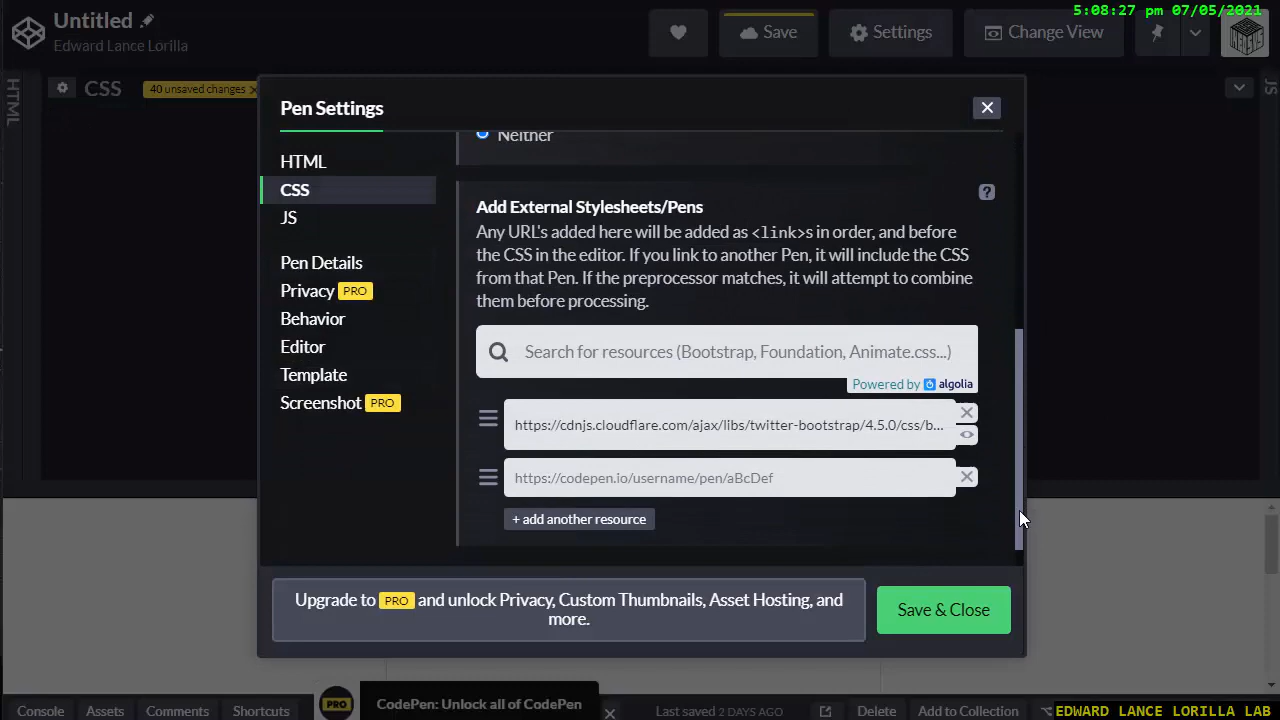 5:08:27 pm 07/05/2021
Untitled
Edward Lance Lorilla
Save
Settings
Change View
HTML
CSS
40 unsaved changes ×
JS
Pen Settings
HTML
CSS
JS
Pen Details
Privacy PRO
Behavior
Editor
Template
Screenshot PRO
Neither
Add External Stylesheets/Pens
?
Any URL's added here will be added as <link>s in order, and before
the CSS in the editor. If you link to another Pen, it will include the CSS
from that Pen. If the preprocessor matches, it will attempt to combine
them before processing.
Search for resources (Bootstrap, Foundation, Animate.css...)
Powered by algolia
https://cdnjs.cloudflare.com/ajax/libs/twitter-bootstrap/4.5.0/css/b...
https://codepen.io/username/pen/aBcDef
+ add another resource
Upgrade to PRO and unlock Privacy, Custom Thumbnails, Asset Hosting, and
more.
Save & Close
Console
Assets
Comments
Shortcuts
PRO
CodePen: Unlock all of CodePen
Last saved 2 DAYS AGO
Delete
Add to Collection
EDWARD LANCE LORILLA LAB